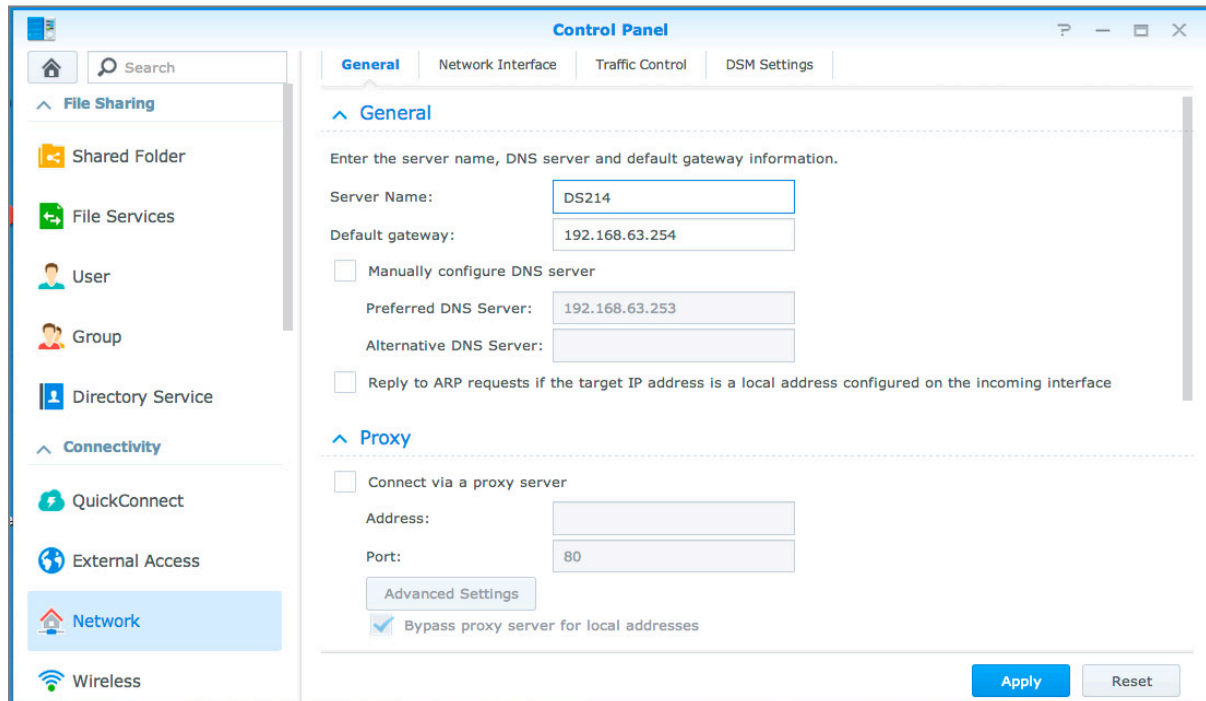 Control Panel
Search
General Network Interface Traffic Control DSM Settings
File Sharing
Shared Folder
File Services
User
Group
Directory Service
Connectivity
QuickConnect
External Access
Network
Wireless
General
Enter the server name, DNS server and default gateway information.
Server Name: DS214
Default gateway: 192.168.63.254
Manually configure DNS server
Preferred DNS Server: 192.168.63.253
Alternative DNS Server:
Reply to ARP requests if the target IP address is a local address configured on the incoming interface
Proxy
Connect via a proxy server
Address:
Port: 80
Advanced Settings
Bypass proxy server for local addresses
Apply Reset